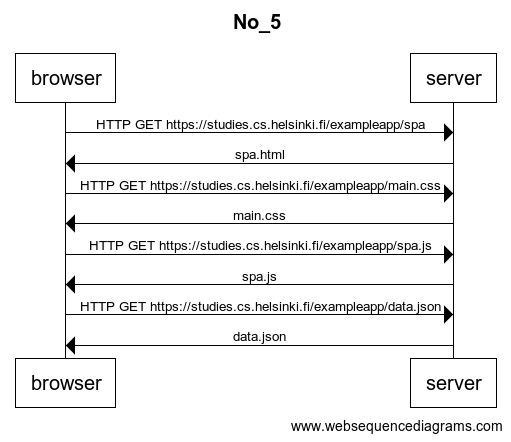 No_5
browser server
HTTP GET https://studies.cs.helsinki.fi/exampleapp/spa
spa.html
HTTP GET https://studies.cs.helsinki.fi/exampleapp/main.css
main.css
HTTP GET https://studies.cs.helsinki.fi/exampleapp/spa.js
spa.js
HTTP GET https://studies.cs.helsinki.fi/exampleapp/data.json
data.json
browser server
www.websequencediagrams.com